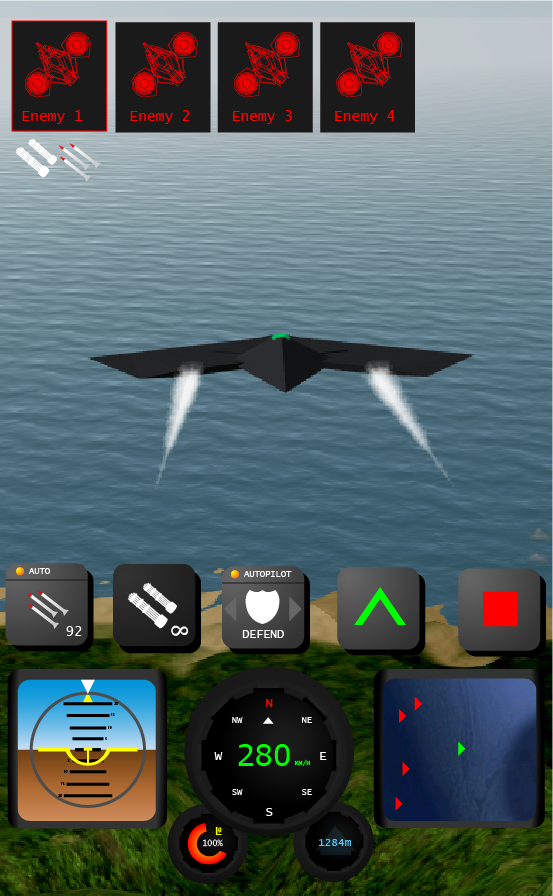 Enemy 1
Enemy 2
Enemy 3
Enemy 4
AUTO
92
∞
AUTOPILOT
DEFEND
N
NW
NE
W
280
KM/H
E
SW
SE
S
100%
1284m